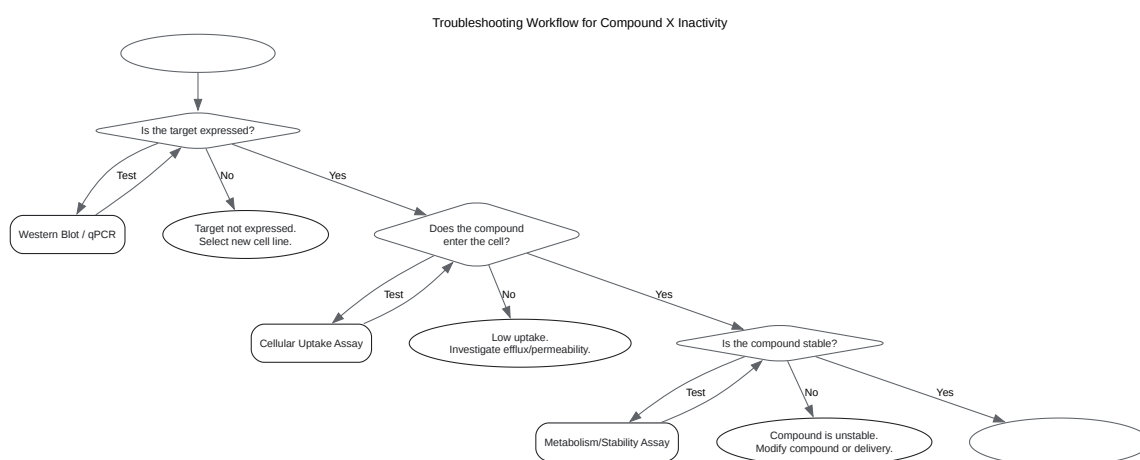 Troubleshooting Workflow for Compound X Inactivity
Is the target expressed?
Test
No
Yes
Western Blot / qPCR
Target not expressed.
Select new cell line.
Does the compound
enter the cell?
Test
No
Yes
Cellular Uptake Assay
Low uptake.
Investigate efflux/permeability.
Is the compound stable?
Test
No
Yes
Metabolism/Stability Assay
Compound is unstable.
Modify compound or delivery.